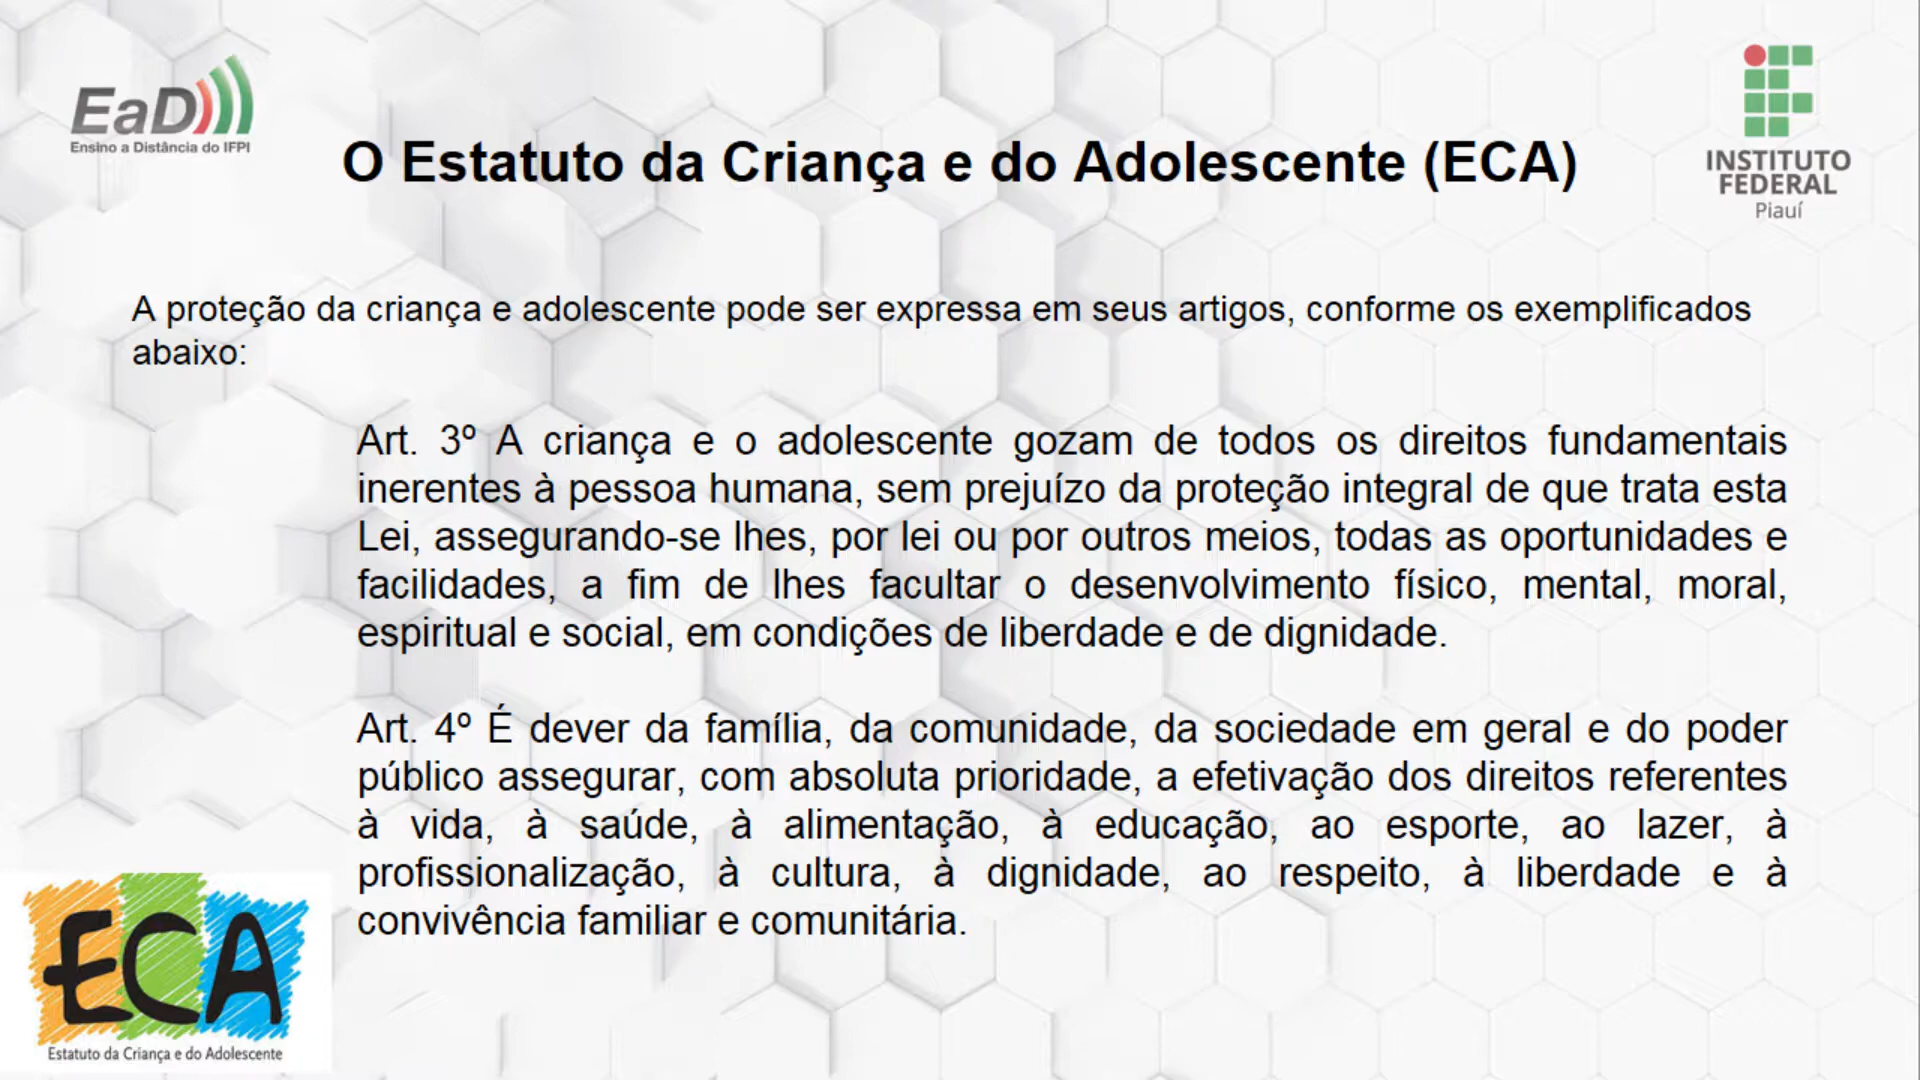 EaD
Ensino a Distância do IFPI
INSTITUTO
FEDERAL
Piauí
O Estatuto da Criança e do Adolescente (ECA)
A proteção da criança e adolescente pode ser expressa em seus artigos, conforme os exemplificados
abaixo:
Art. 3º A criança e o adolescente gozam de todos os direitos fundamentais
inerentes à pessoa humana, sem prejuízo da proteção integral de que trata esta
Lei, assegurando-se lhes, por lei ou por outros meios, todas as oportunidades e
facilidades, a fim de lhes facultar o desenvolvimento físico, mental, moral,
espiritual e social, em condições de liberdade e de dignidade.
Art. 4º É dever da família, da comunidade, da sociedade em geral e do poder
público assegurar, com absoluta prioridade, a efetivação dos direitos referentes
à vida, à saúde, à alimentação, à educação, ao esporte, ao lazer, à
profissionalização, à cultura, à dignidade, ao respeito, à liberdade e à
convivência familiar e comunitária.
ECA
Estatuto da Criança e do Adolescente